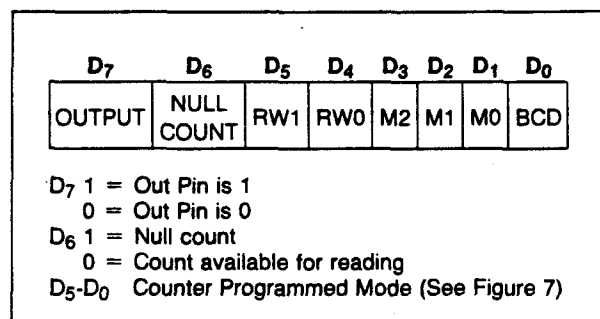 D7 D6 D5 D4 D3 D2 D1 D0
OUTPUT NULL COUNT RW1 RW0 M2 M1 M0 BCD
D7 1 = Out Pin is 1
0 = Out Pin is 0
D6 1 = Null count
0 = Count available for reading
D5-D0 Counter Programmed Mode (See Figure 7)